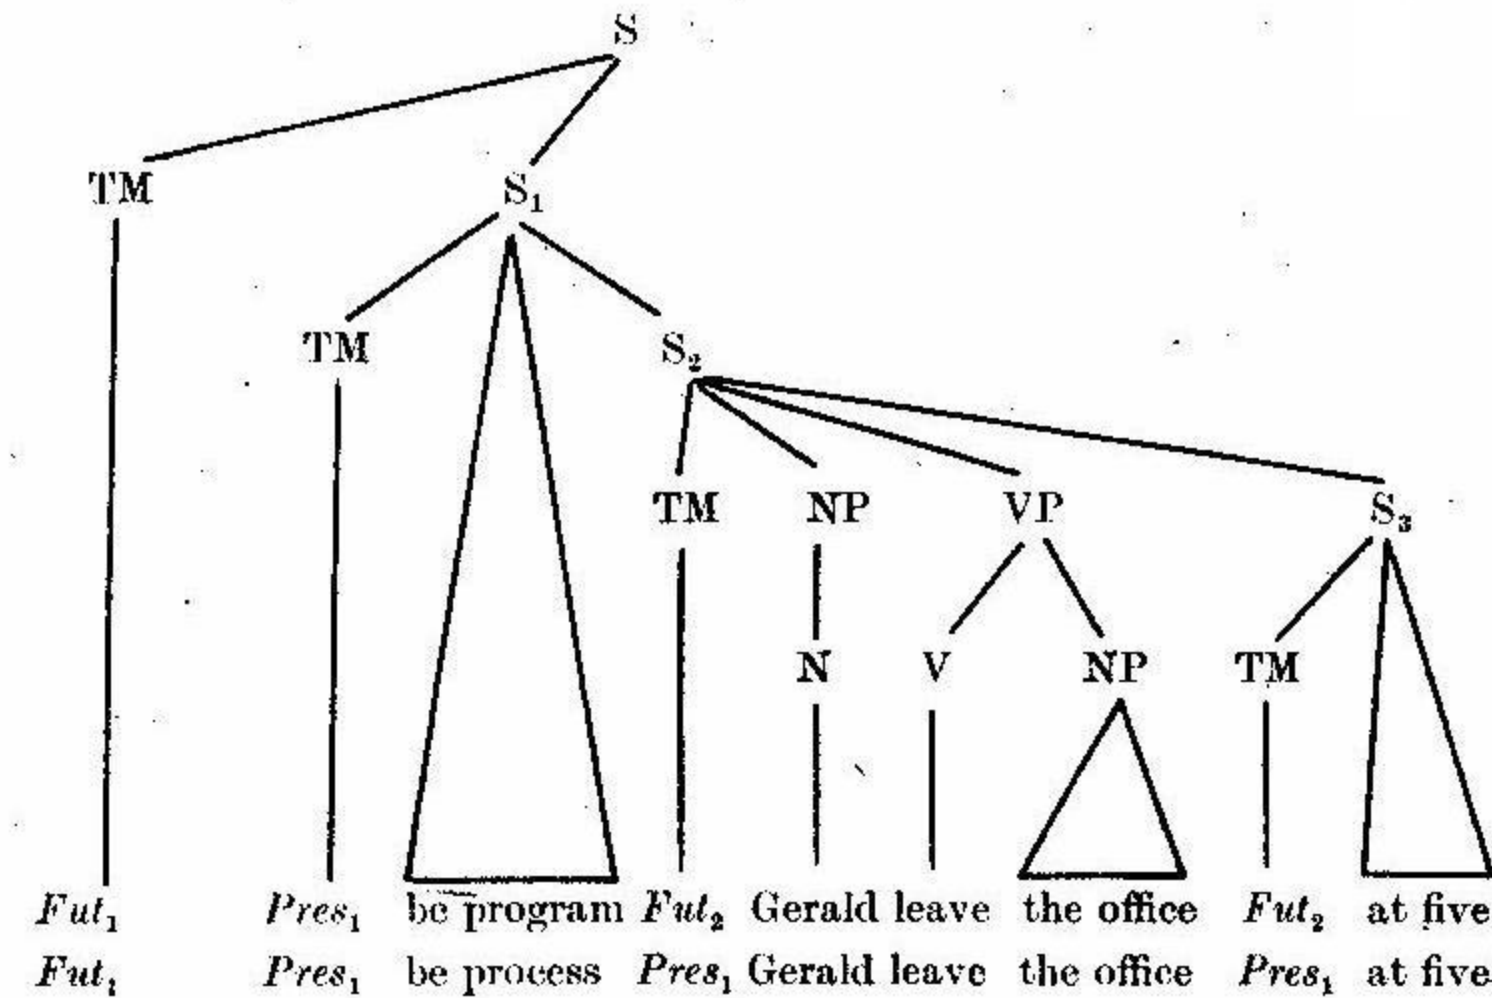 S
TM S₁
TM S₂
TM NP VP S₃
N V NP TM
Fut₁ Pres₁ be program Fut₂ Gerald leave the office Fut₂ at five
Fut₁ Pres₁ be process Pres₁ Gerald leave the office Pres₁ at five